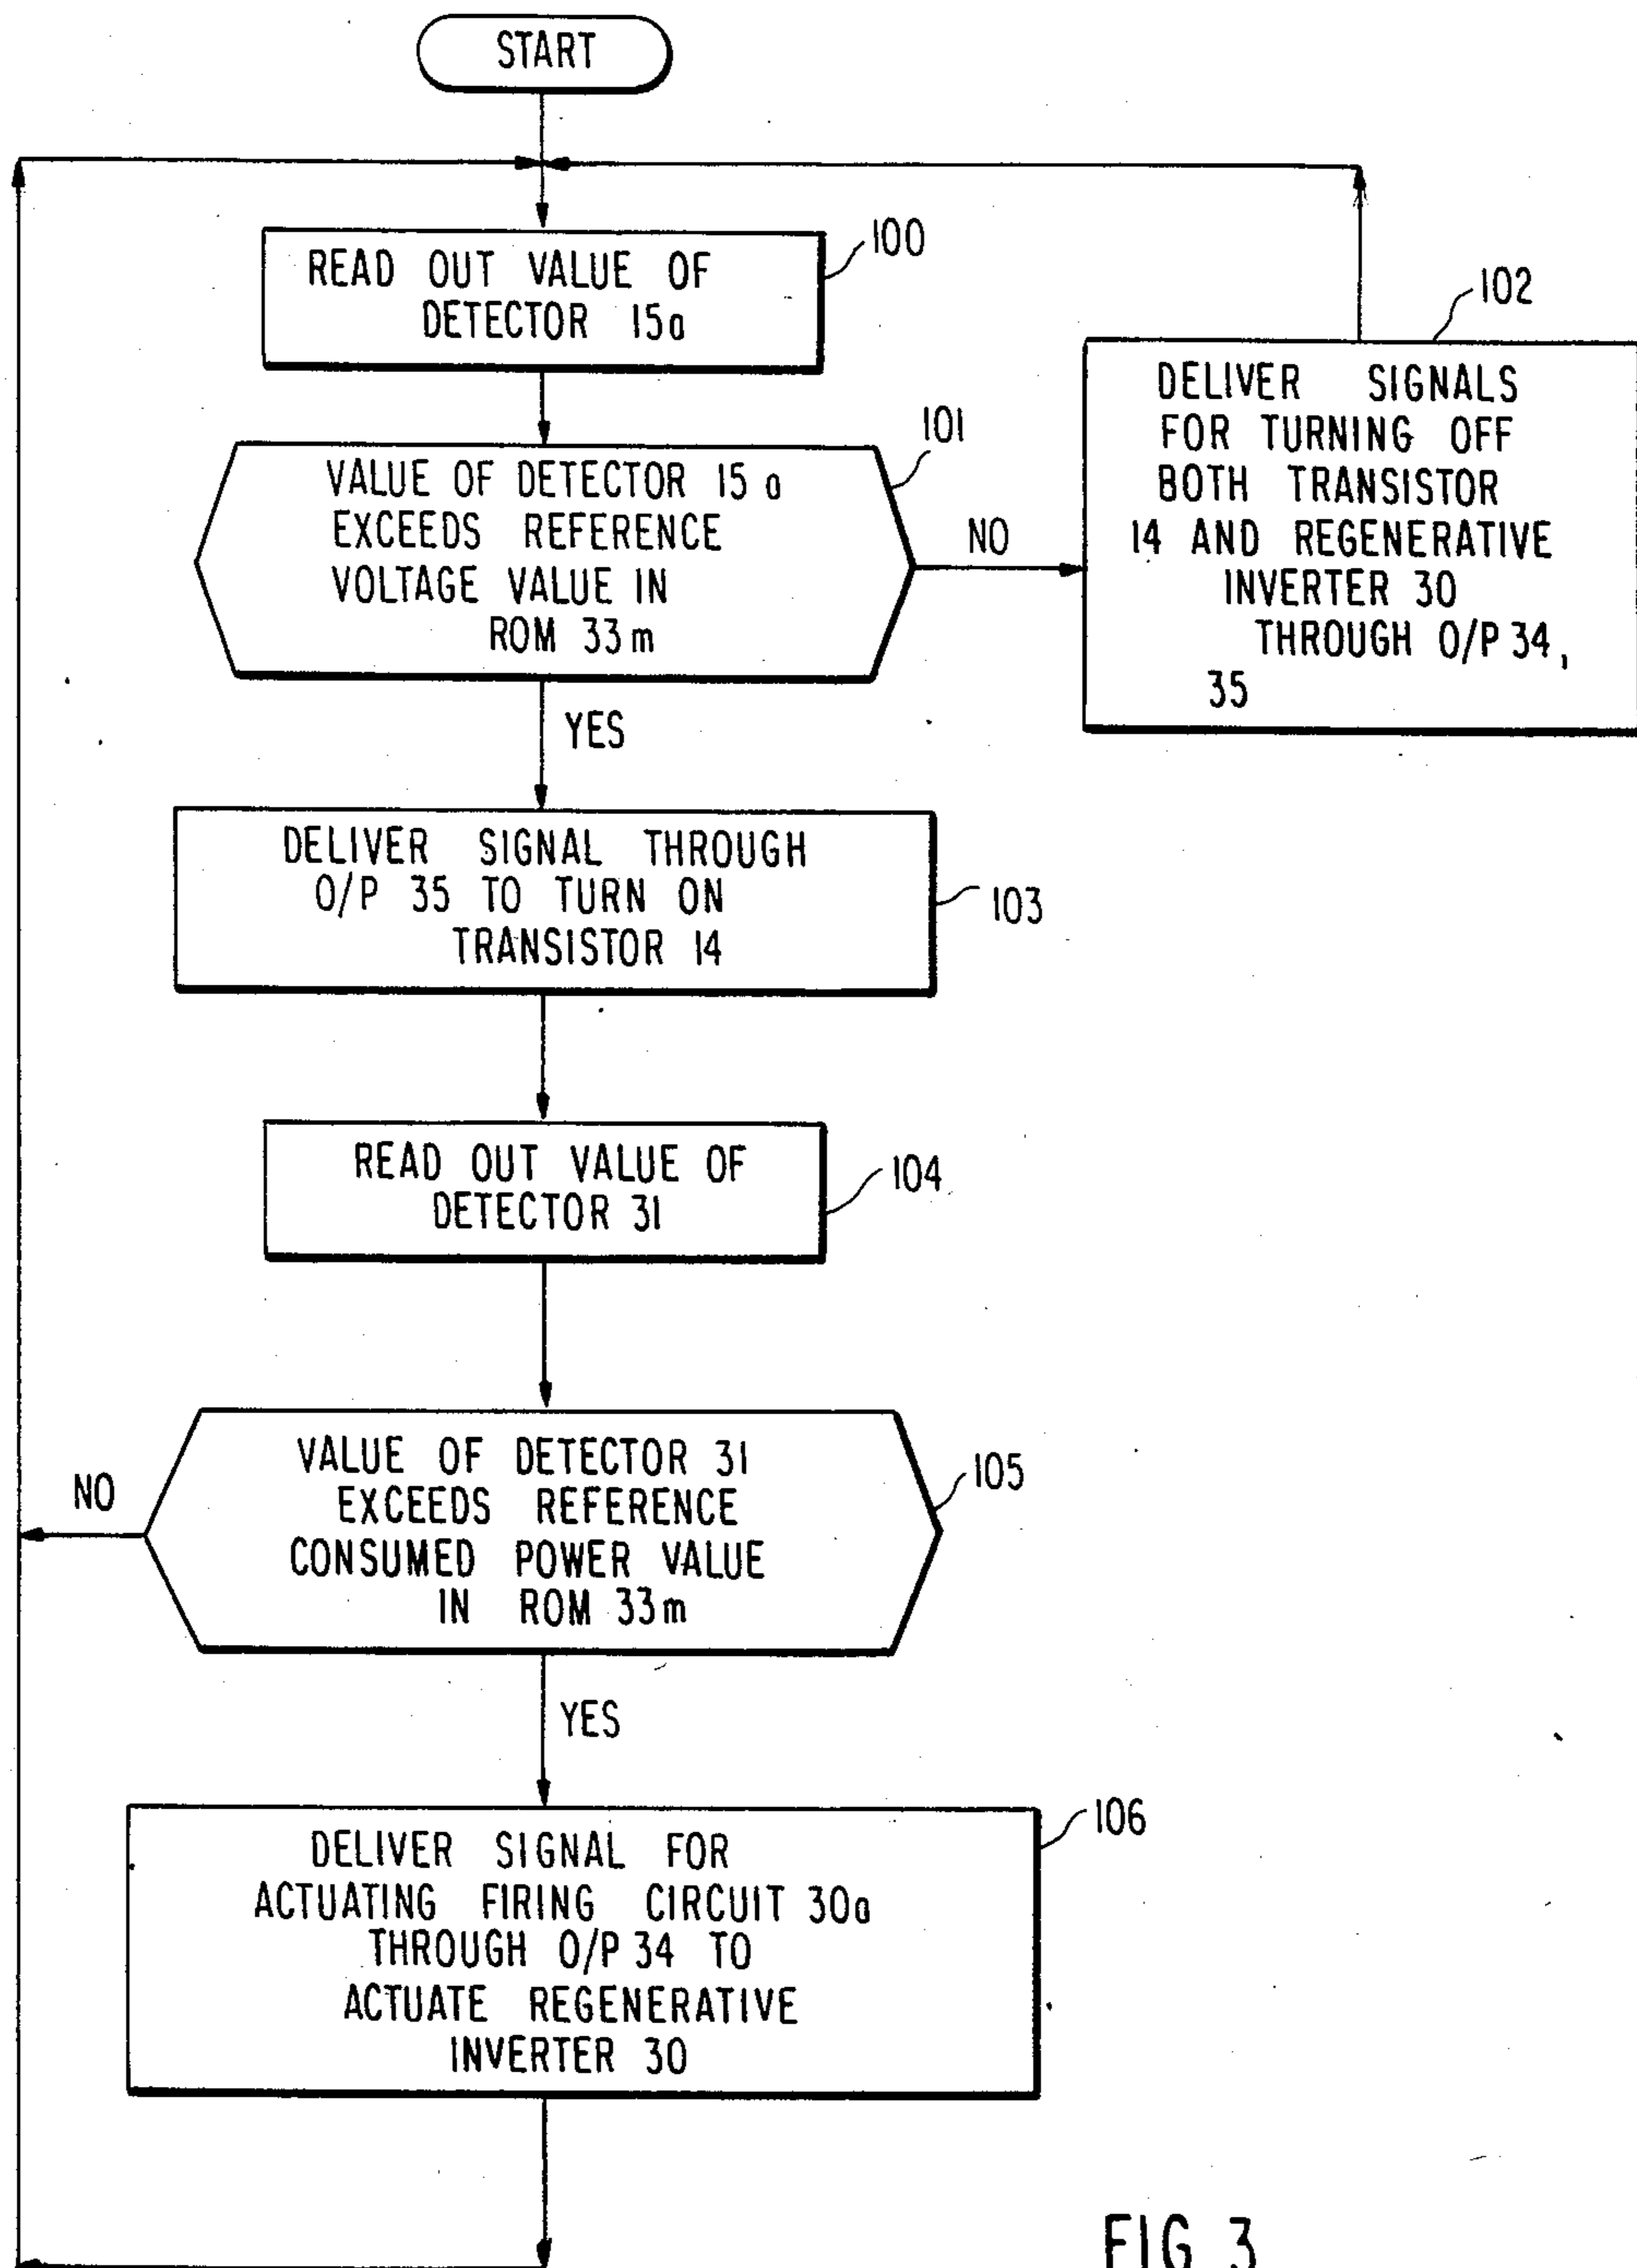 START
READ OUT VALUE OF
DETECTOR 15a
100
VALUE OF DETECTOR 15a
EXCEEDS REFERENCE
VOLTAGE VALUE IN
ROM 33m
101
NO
DELIVER SIGNALS
FOR TURNING OFF
BOTH TRANSISTOR
14 AND REGENERATIVE
INVERTER 30
THROUGH O/P 34,
35
102
YES
DELIVER SIGNAL THROUGH
O/P 35 TO TURN ON
TRANSISTOR 14
103
READ OUT VALUE OF
DETECTOR 31
104
VALUE OF DETECTOR 31
EXCEEDS REFERENCE
CONSUMED POWER VALUE
IN ROM 33m
105
NO
YES
DELIVER SIGNAL FOR
ACTUATING FIRING CIRCUIT 30a
THROUGH O/P 34 TO
ACTUATE REGENERATIVE
INVERTER 30
106
FIG 3